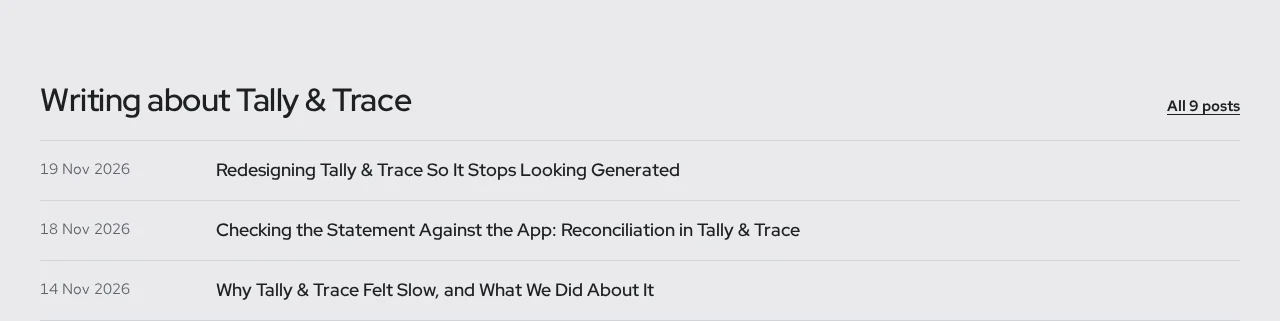 Writing about Tally & Trace
All 9 posts
19 Nov 2026
Redesigning Tally & Trace So It Stops Looking Generated
18 Nov 2026
Checking the Statement Against the App: Reconciliation in Tally & Trace
14 Nov 2026
Why Tally & Trace Felt Slow, and What We Did About It